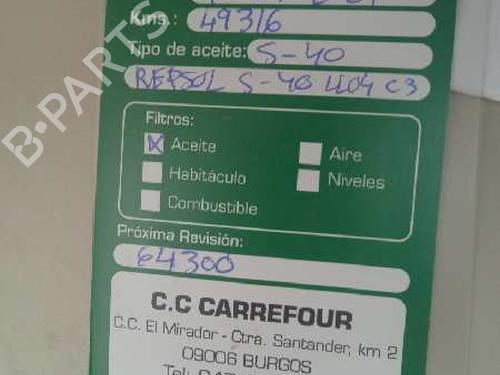 Kms.: 49316
Tipo de aceite: S-40
REPSOL S-40 4104 C3
Filtros:
X Aceite
Aire
Habitáculo
Niveles
Combustible
Próxima Revisión:
64300
C.C CARREFOUR
C.C. El Mirador - Ctra. Santander, km 2
09006 BURGOS
B-PARTS